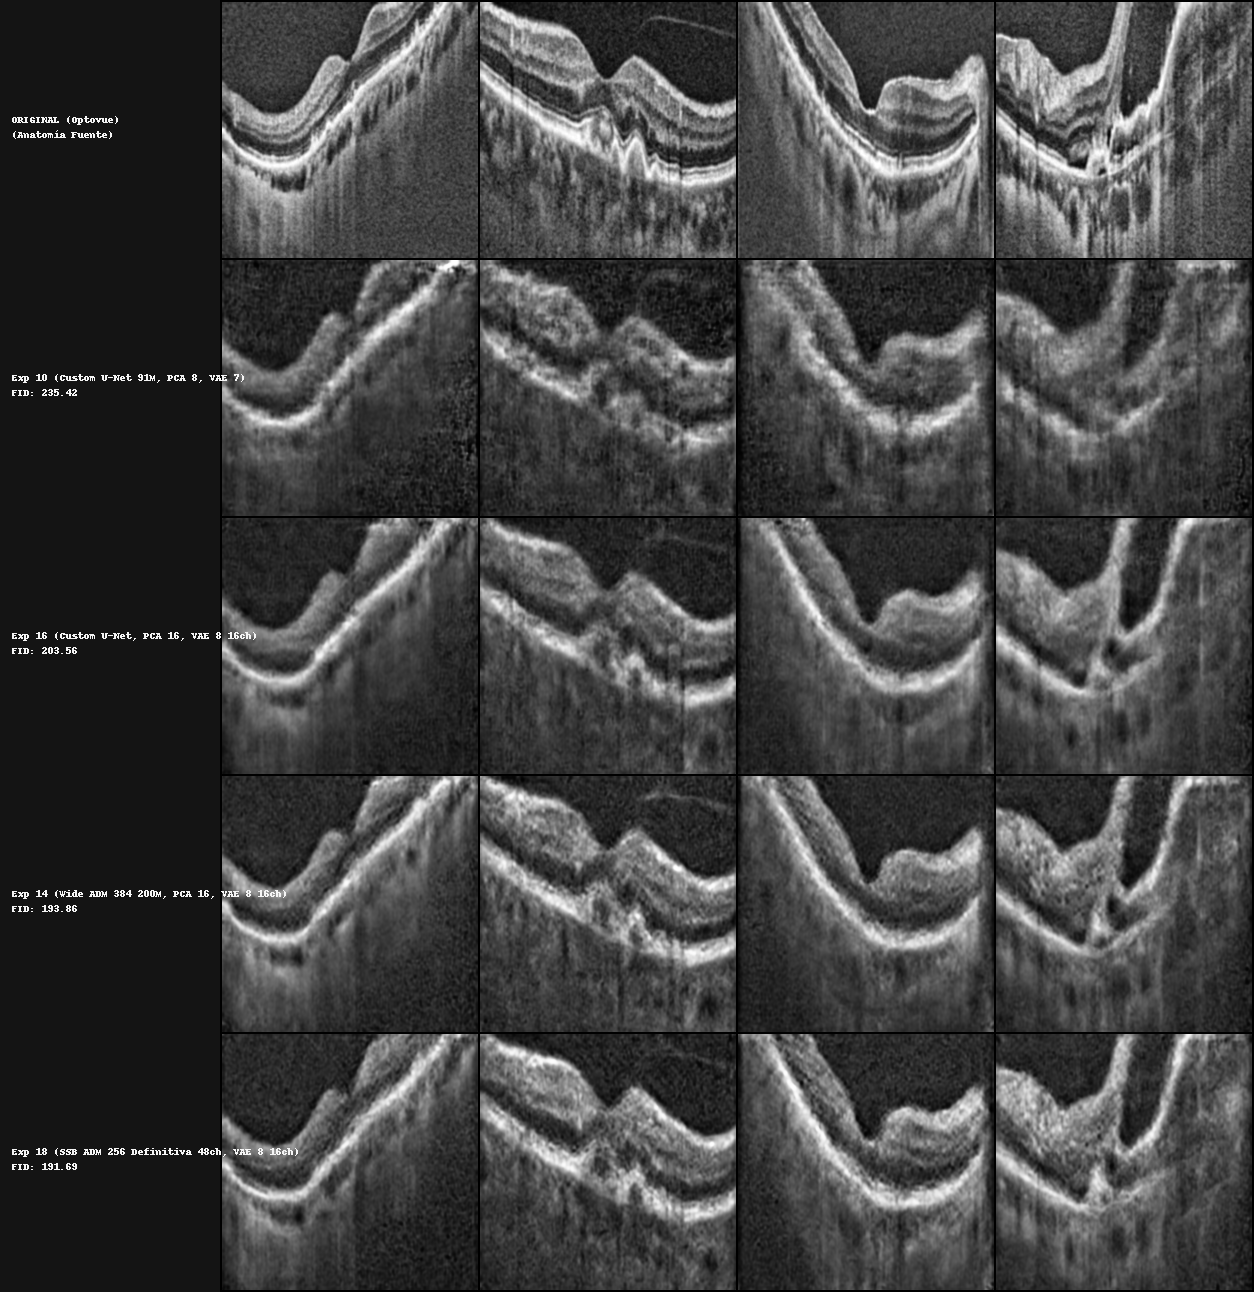 ORIGINAL (Optovue)
(Anatomía Fuente)
Exp 10 (Custom U-Net 91M, PCA 8, VAE 7)
FID: 235.42
Exp 16 (Custom U-Net, PCA 16, VAE 8 16ch)
FID: 203.56
Exp 14 (Wide ADM 384 200M, PCA 16, VAE 8 16ch)
FID: 193.86
Exp 18 (SSB ADM 256 Definitiva 48ch, VAE 8 16ch)
FID: 191.69